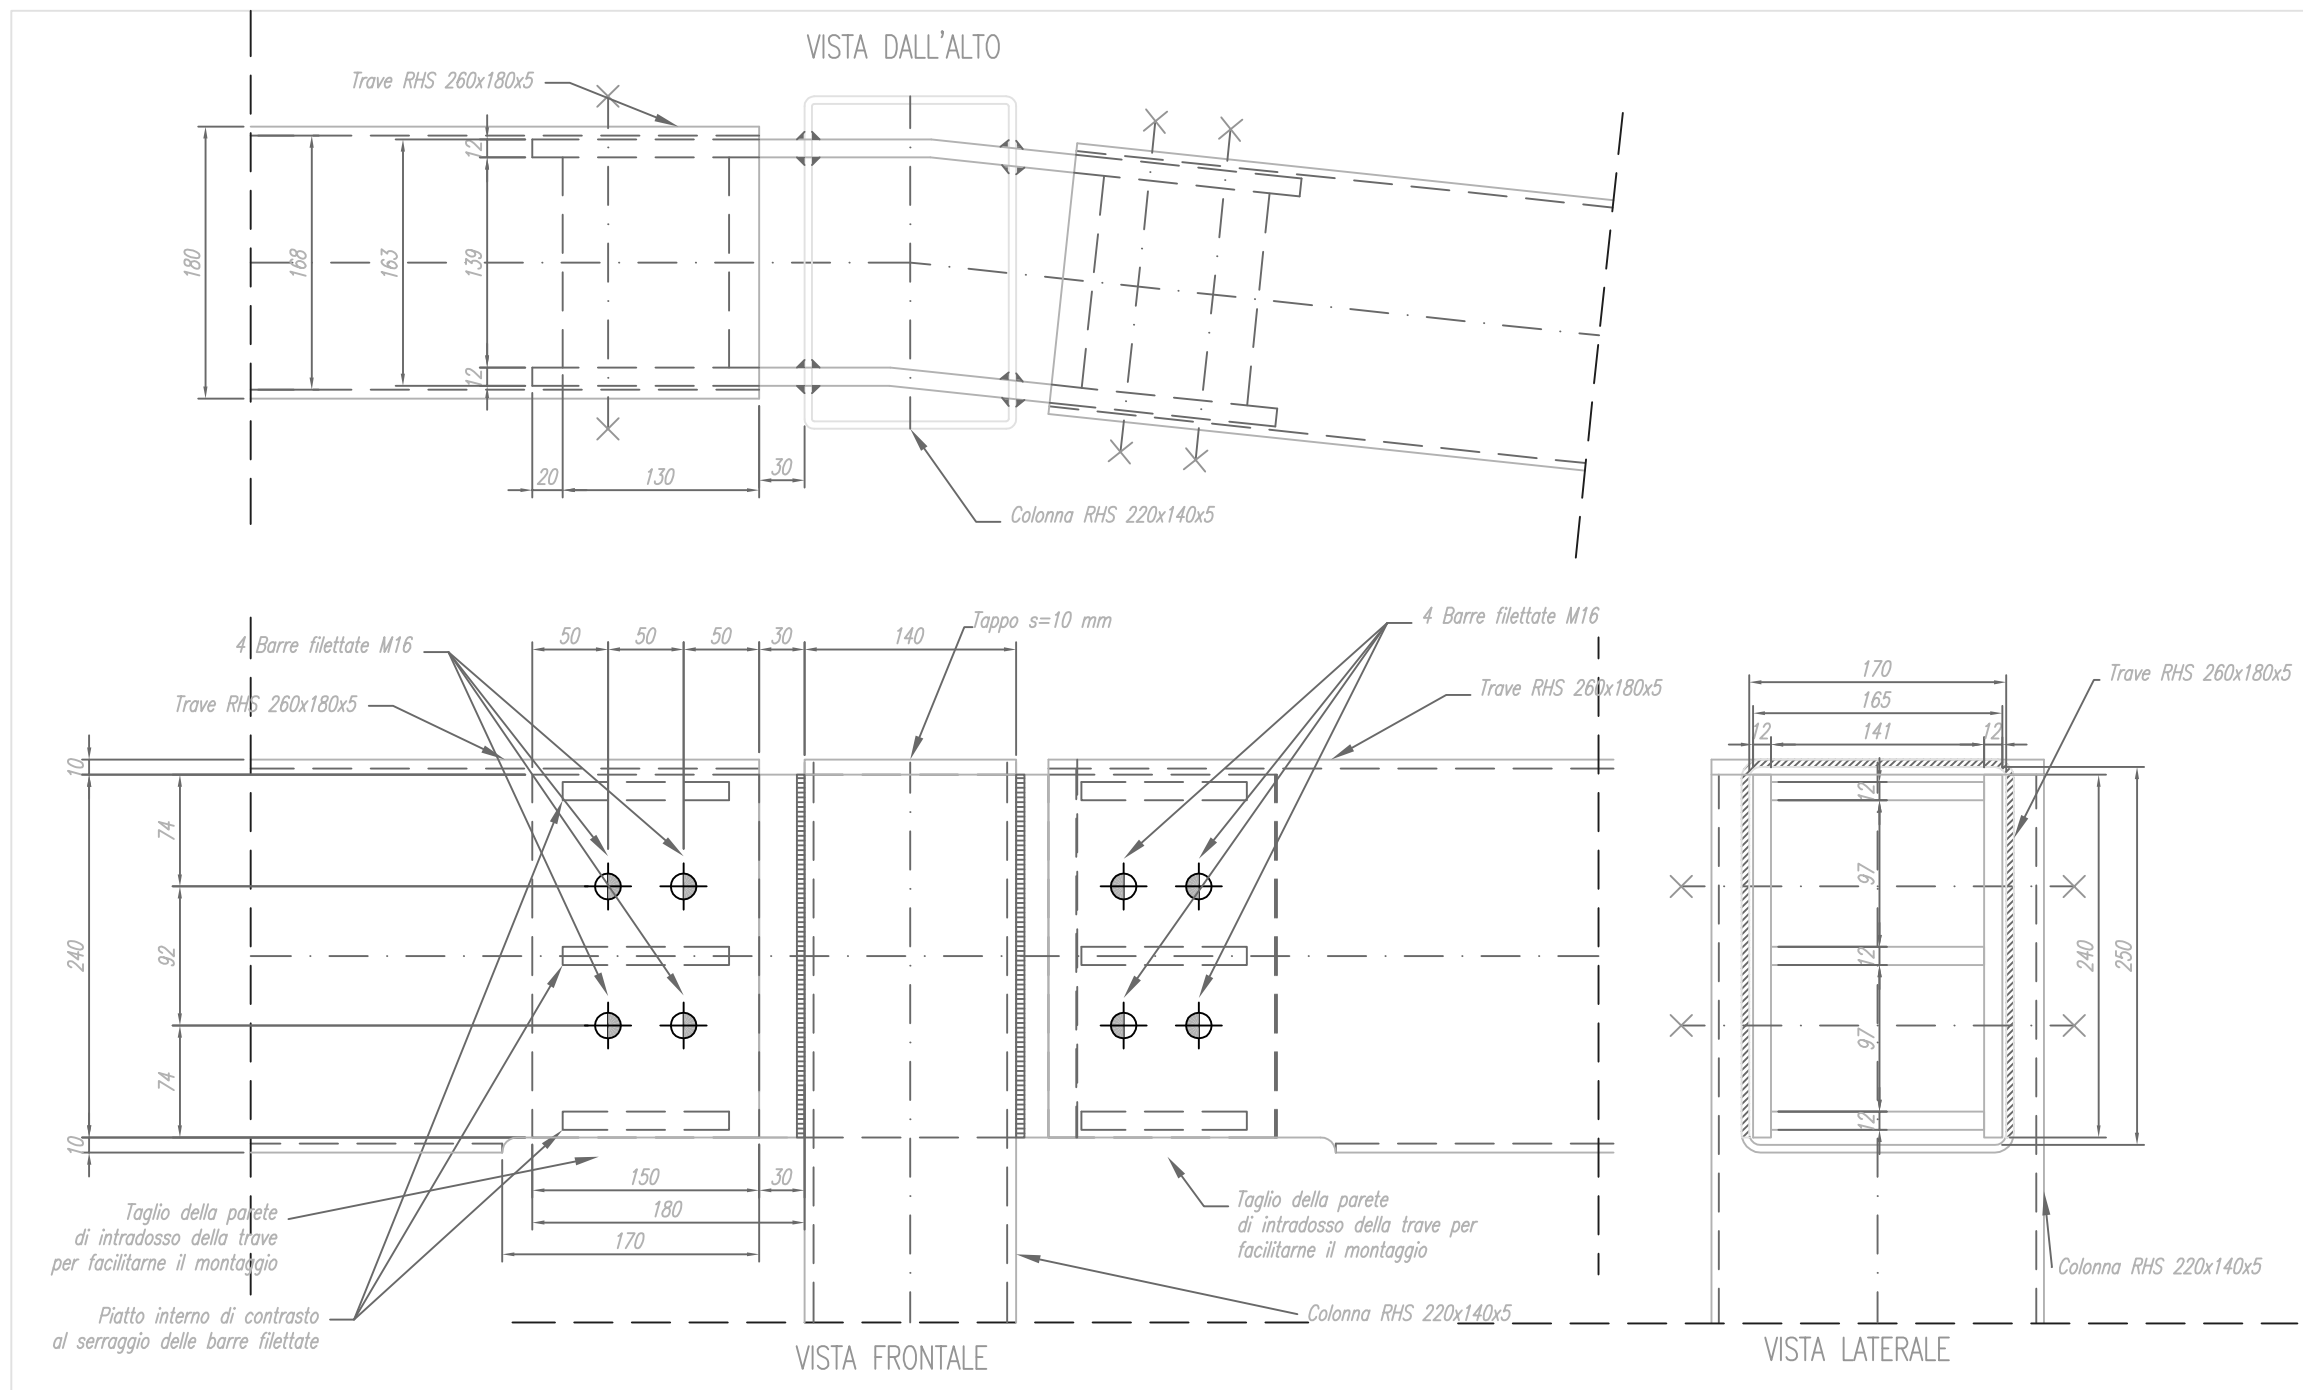 VISTA DALL'ALTO
Trave RHS 260x180x5
12
180
168
163
139
12
20
130
30
Colonna RHS 220x140x5
4 Barre filettate M16
50
50
50
30
140
Tappo s=10 mm
4 Barre filettate M16
Trave RHS 260x180x5
Trave RHS 260x180x5
Trave RHS 260x180x5
170
165
12
141
12
10
74
240
92
74
10
12
97
12
97
12
240
250
150
30
180
170
Taglio della parete
di intradosso della trave
per facilitarne il montaggio
Taglio della parete
di intradosso della trave per
facilitarne il montaggio
Piatto interno di contrasto
al serraggio delle barre filettate
Colonna RHS 220x140x5
Colonna RHS 220x140x5
VISTA FRONTALE
VISTA LATERALE